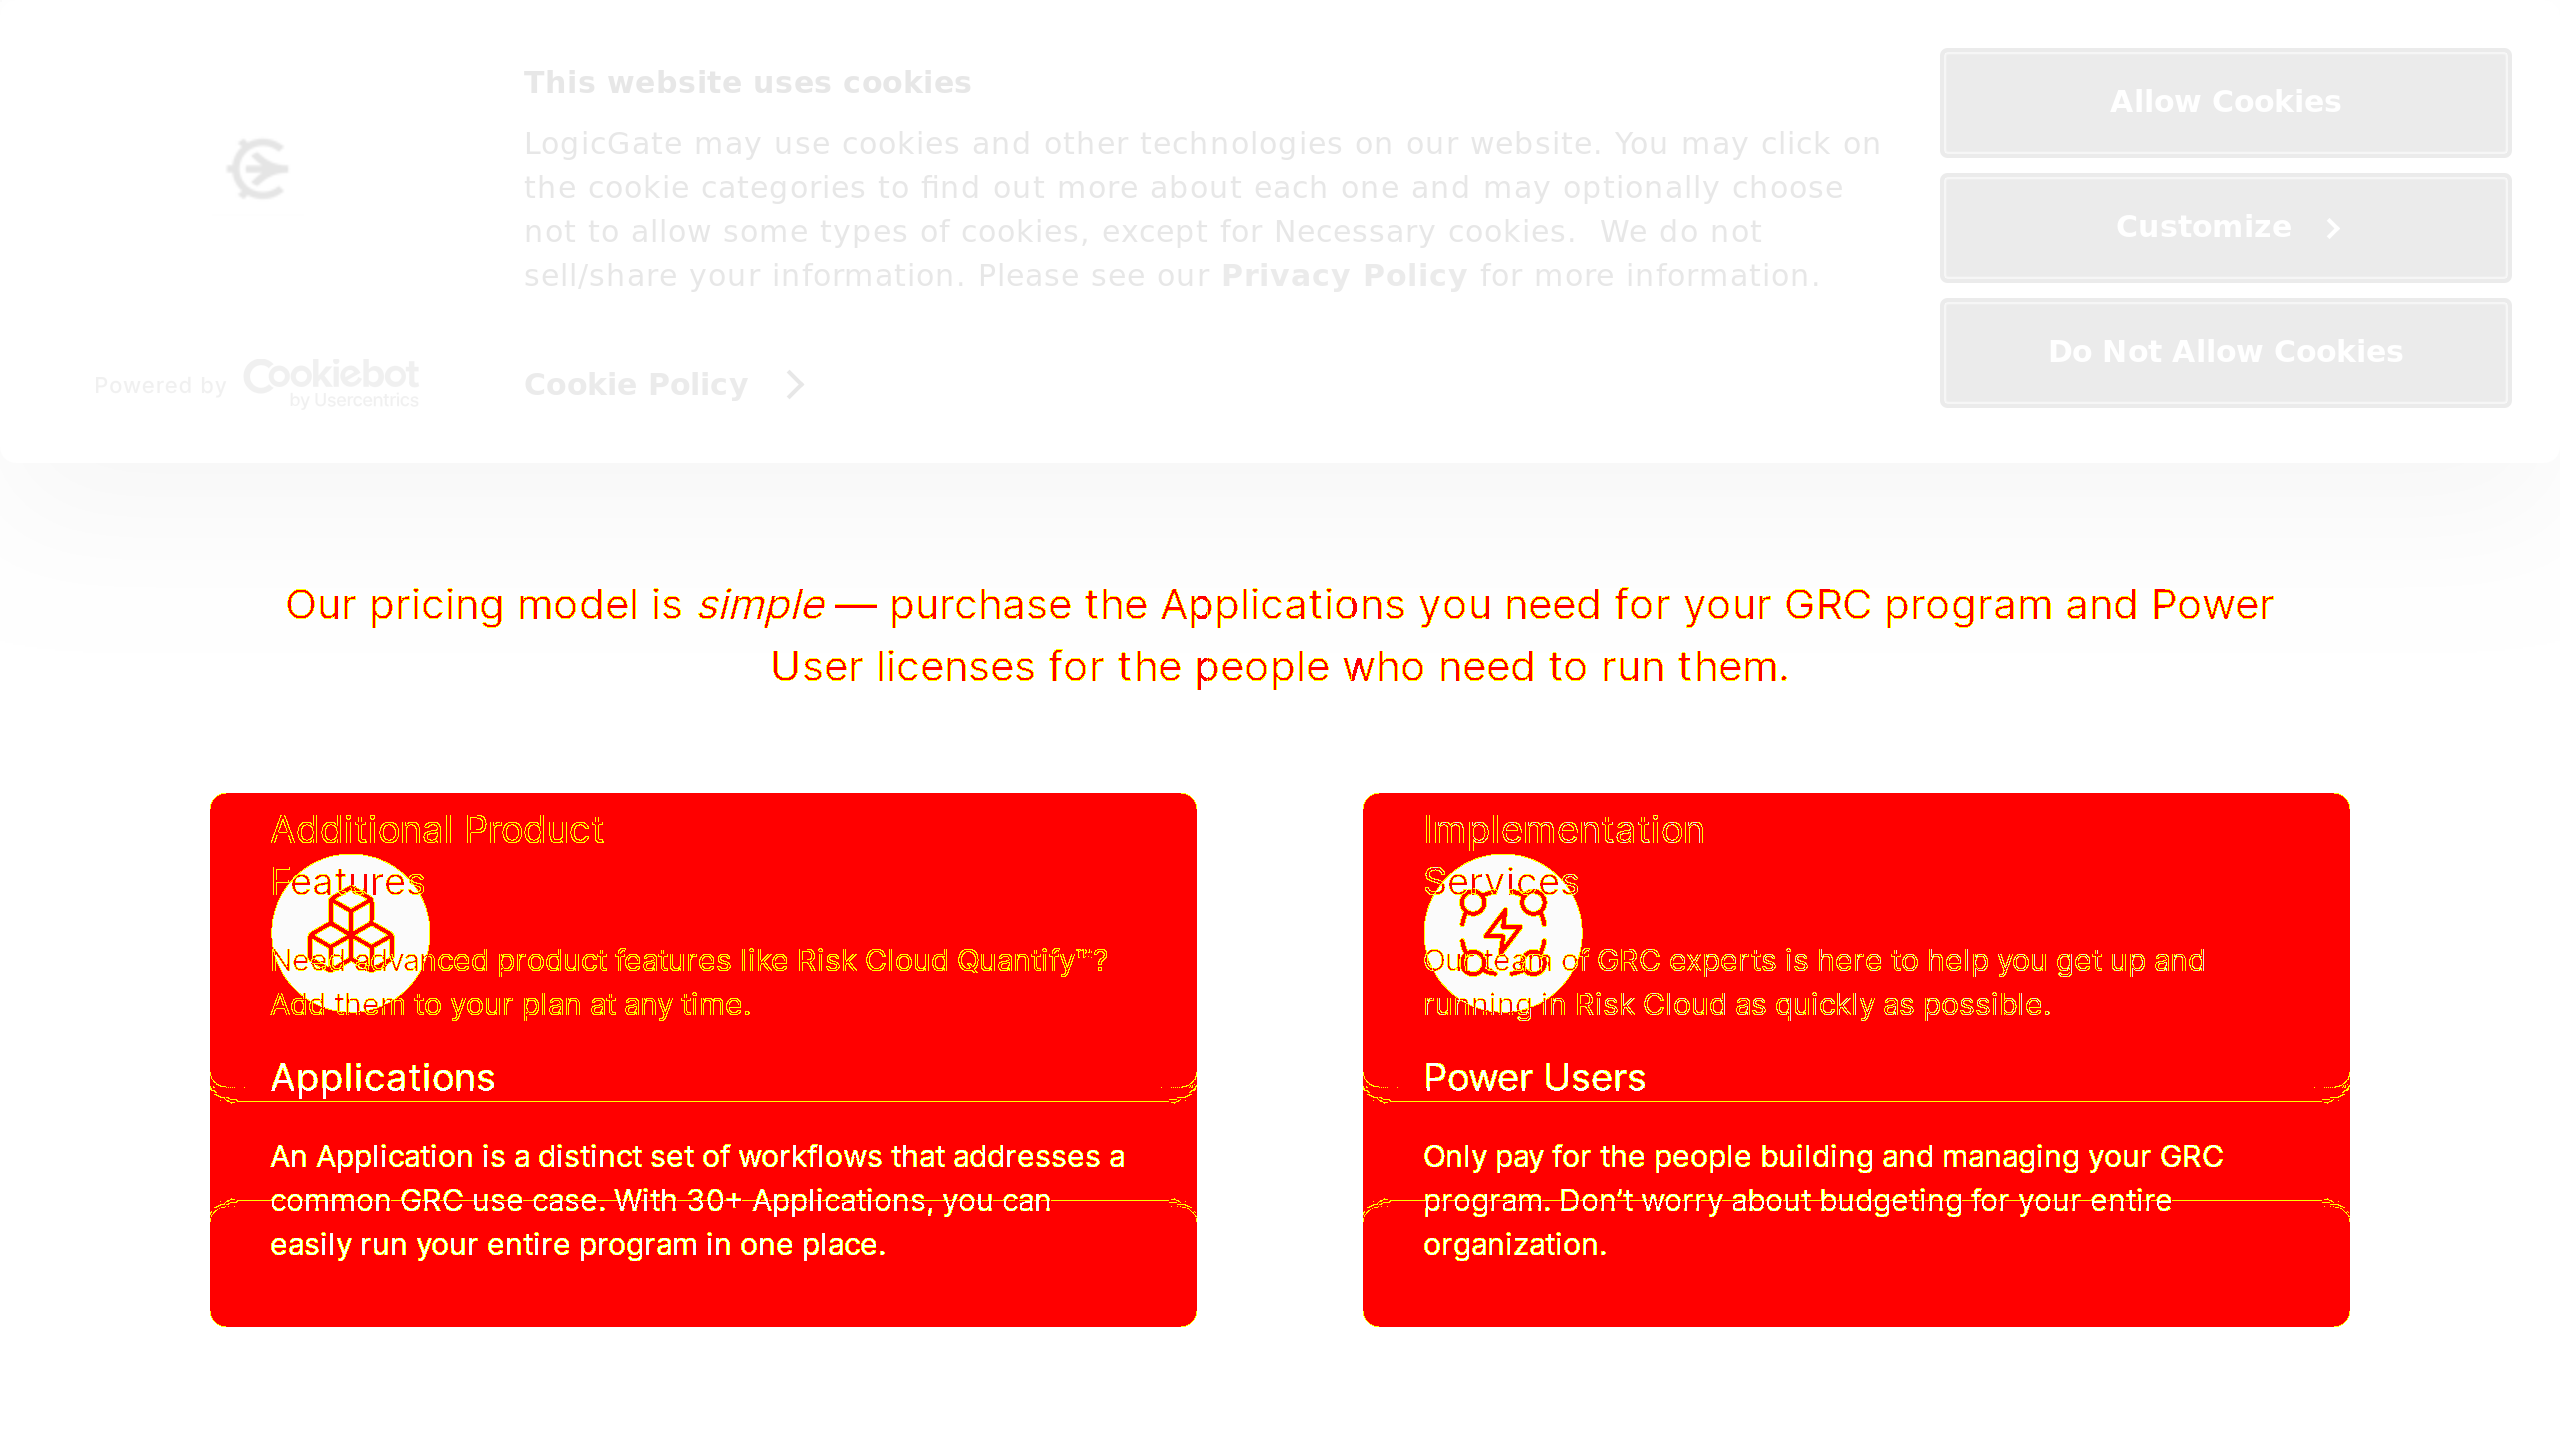 This website uses cookies
LogicGate may use cookies and other technologies on our website. You may click on
the cookie categories to find out more about each one and may optionally choose
not to allow some types of cookies, except for Necessary cookies.  We do not
sell/share your information. Please see our Privacy Policy for more information.
Powered by Cookiebot
by Usercentrics
Cookie Policy
Allow Cookies
Customize
Do Not Allow Cookies
Our pricing model is simple — purchase the Applications you need for your GRC program and Power
User licenses for the people who need to run them.
Additional Product
Features
Need advanced product features like Risk Cloud Quantify™?
Add them to your plan at any time.
Applications
An Application is a distinct set of workflows that addresses a
common GRC use case. With 30+ Applications, you can
easily run your entire program in one place.
Implementation
Services
Our team of GRC experts is here to help you get up and
running in Risk Cloud as quickly as possible.
Power Users
Only pay for the people building and managing your GRC
program. Don’t worry about budgeting for your entire
organization.